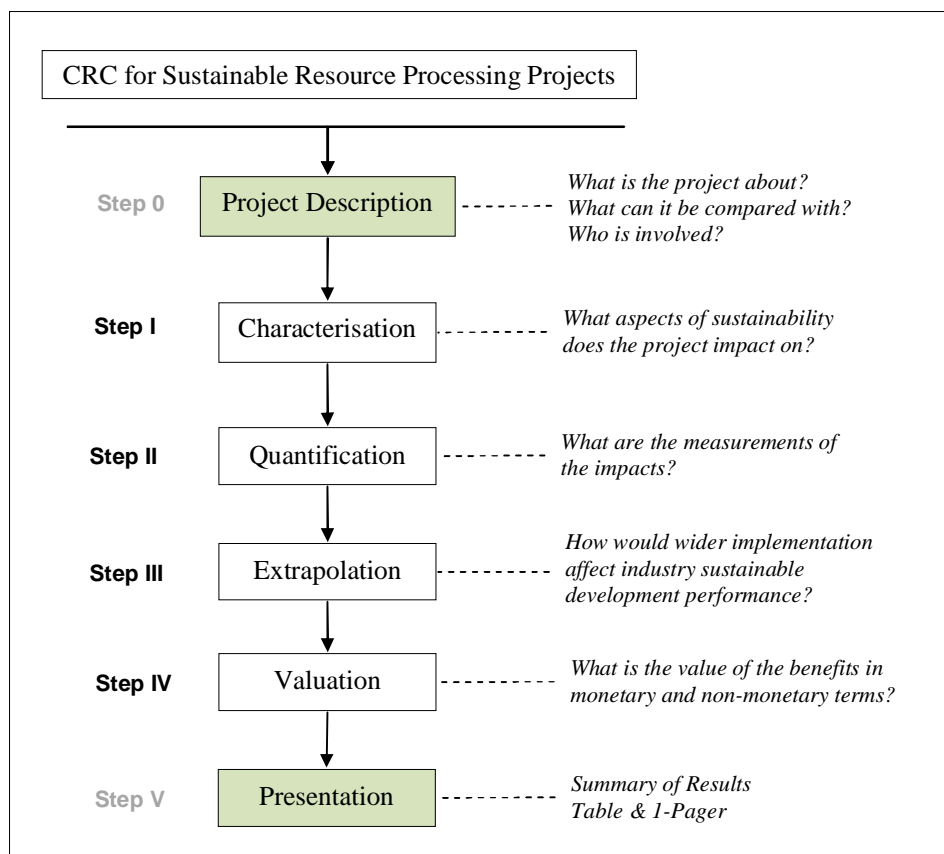 CRC for Sustainable Resource Processing Projects
Step 0
Project Description
What is the project about?
What can it be compared with?
Who is involved?
Step I
Characterisation
What aspects of sustainability
does the project impact on?
Step II
Quantification
What are the measurements of
the impacts?
Step III
Extrapolation
How would wider implementation
affect industry sustainable
development performance?
Step IV
Valuation
What is the value of the benefits in
monetary and non-monetary terms?
Step V
Presentation
Summary of Results
Table & 1-Pager